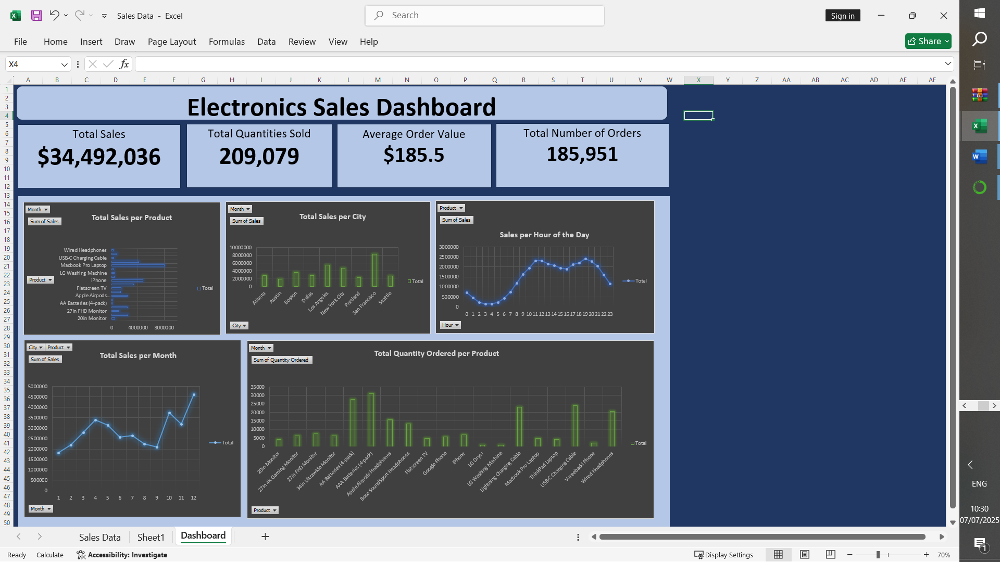 Sales Data - Excel
Search
Sign in
File Home Insert Draw Page Layout Formulas Data Review View Help
Share
X4
fx
A B C D E F G H I J K L M N O P Q R S T U V W X Y Z AA AB AC AD AE AF
1
2
3
4
5
6
7
8
9
10
11
12
13
14
15
16
17
18
19
20
21
22
23
24
25
26
27
28
29
30
31
32
33
34
35
36
37
38
39
40
41
42
43
44
45
46
47
48
49
50
Electronics Sales Dashboard
Total Sales
$34,492,036
Total Quantities Sold
209,079
Average Order Value
$185.5
Total Number of Orders
185,951
Month
Sum of Sales
Total Sales per Product
Wired Headphones
USB-C Charging Cable
Macbook Pro Laptop
LG Washing Machine
iPhone
Flatscreen TV
Apple Airpods...
AA Batteries (4-pack)
27in FHD Monitor
20in Monitor
Product
Total
0 4000000 8000000
Month
Sum of Sales
Total Sales per City
10000000
8000000
6000000
4000000
2000000
0
Atlanta
Austin
Boston
Dallas
Los Angeles
New York City
Portland
San Francisco
Seattle
Total
City
Product
Sum of Sales
Sales per Hour of the Day
3000000
2500000
2000000
1500000
1000000
500000
0
0 1 2 3 4 5 6 7 8 9 10 11 12 13 14 15 16 17 18 19 20 21 22 23
Total
Hour
City Product
Sum of Sales
Total Sales per Month
5000000
4500000
4000000
3500000
3000000
2500000
2000000
1500000
1000000
500000
0
1 2 3 4 5 6 7 8 9 10 11 12
Total
Month
Month
Sum of Quantity Ordered
Total Quantity Ordered per Product
35000
30000
25000
20000
15000
10000
5000
0
20in Monitor
27in 4K Gaming Monitor
27in FHD Monitor
34in Ultrawide Monitor
AA Batteries (4-pack)
AAA Batteries (4-pack)
Apple Airpods Headphones
Bose SoundSport Headphones
Flatscreen TV
Google Phone
iPhone
LG Dryer
LG Washing Machine
Lightning Charging Cable
Macbook Pro Laptop
ThinkPad Laptop
USB-C Charging Cable
Vareebadd Phone
Wired Headphones
Total
Product
Sales Data Sheet1 Dashboard
Ready Calculate Accessibility: Investigate
Display Settings
70%
ENG
10:30
07/07/2025
1